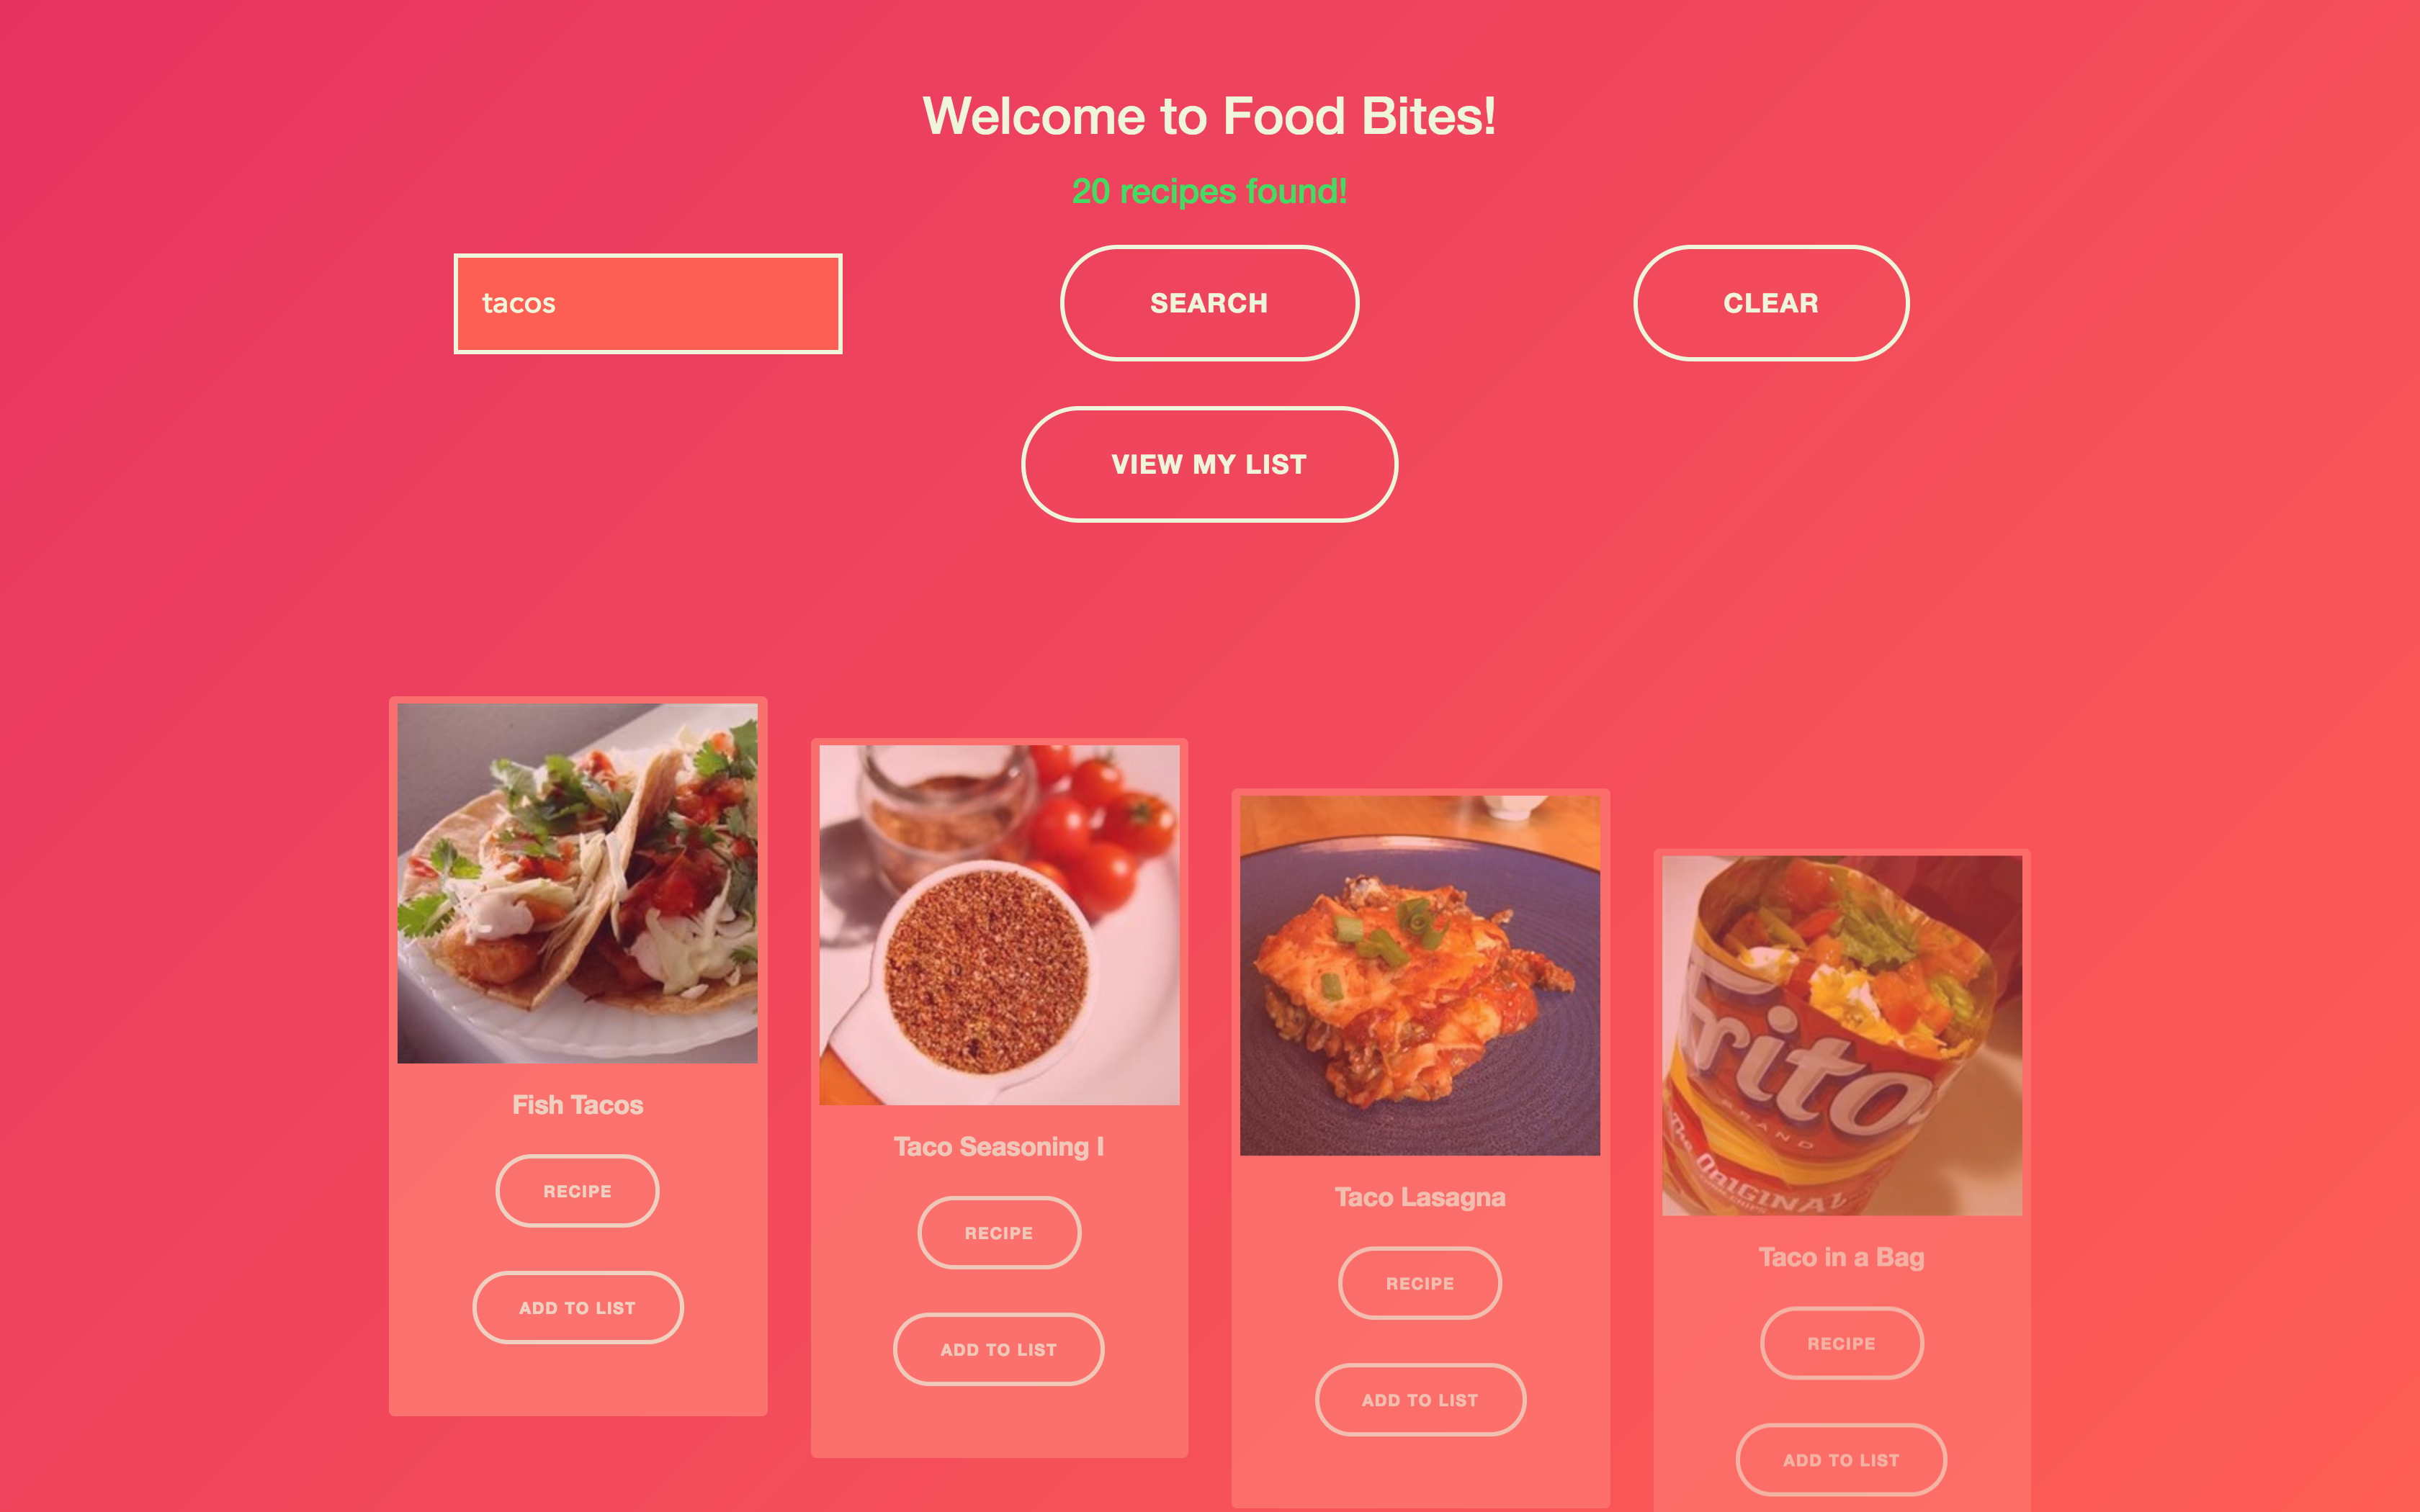 Welcome to Food Bites!
20 recipes found!
tacos
SEARCH
CLEAR
VIEW MY LIST
Fish Tacos
RECIPE
ADD TO LIST
Taco Seasoning I
RECIPE
ADD TO LIST
Taco Lasagna
RECIPE
ADD TO LIST
rito
BRAND
The ORIGINAL
Taco in a Bag
RECIPE
ADD TO LIST